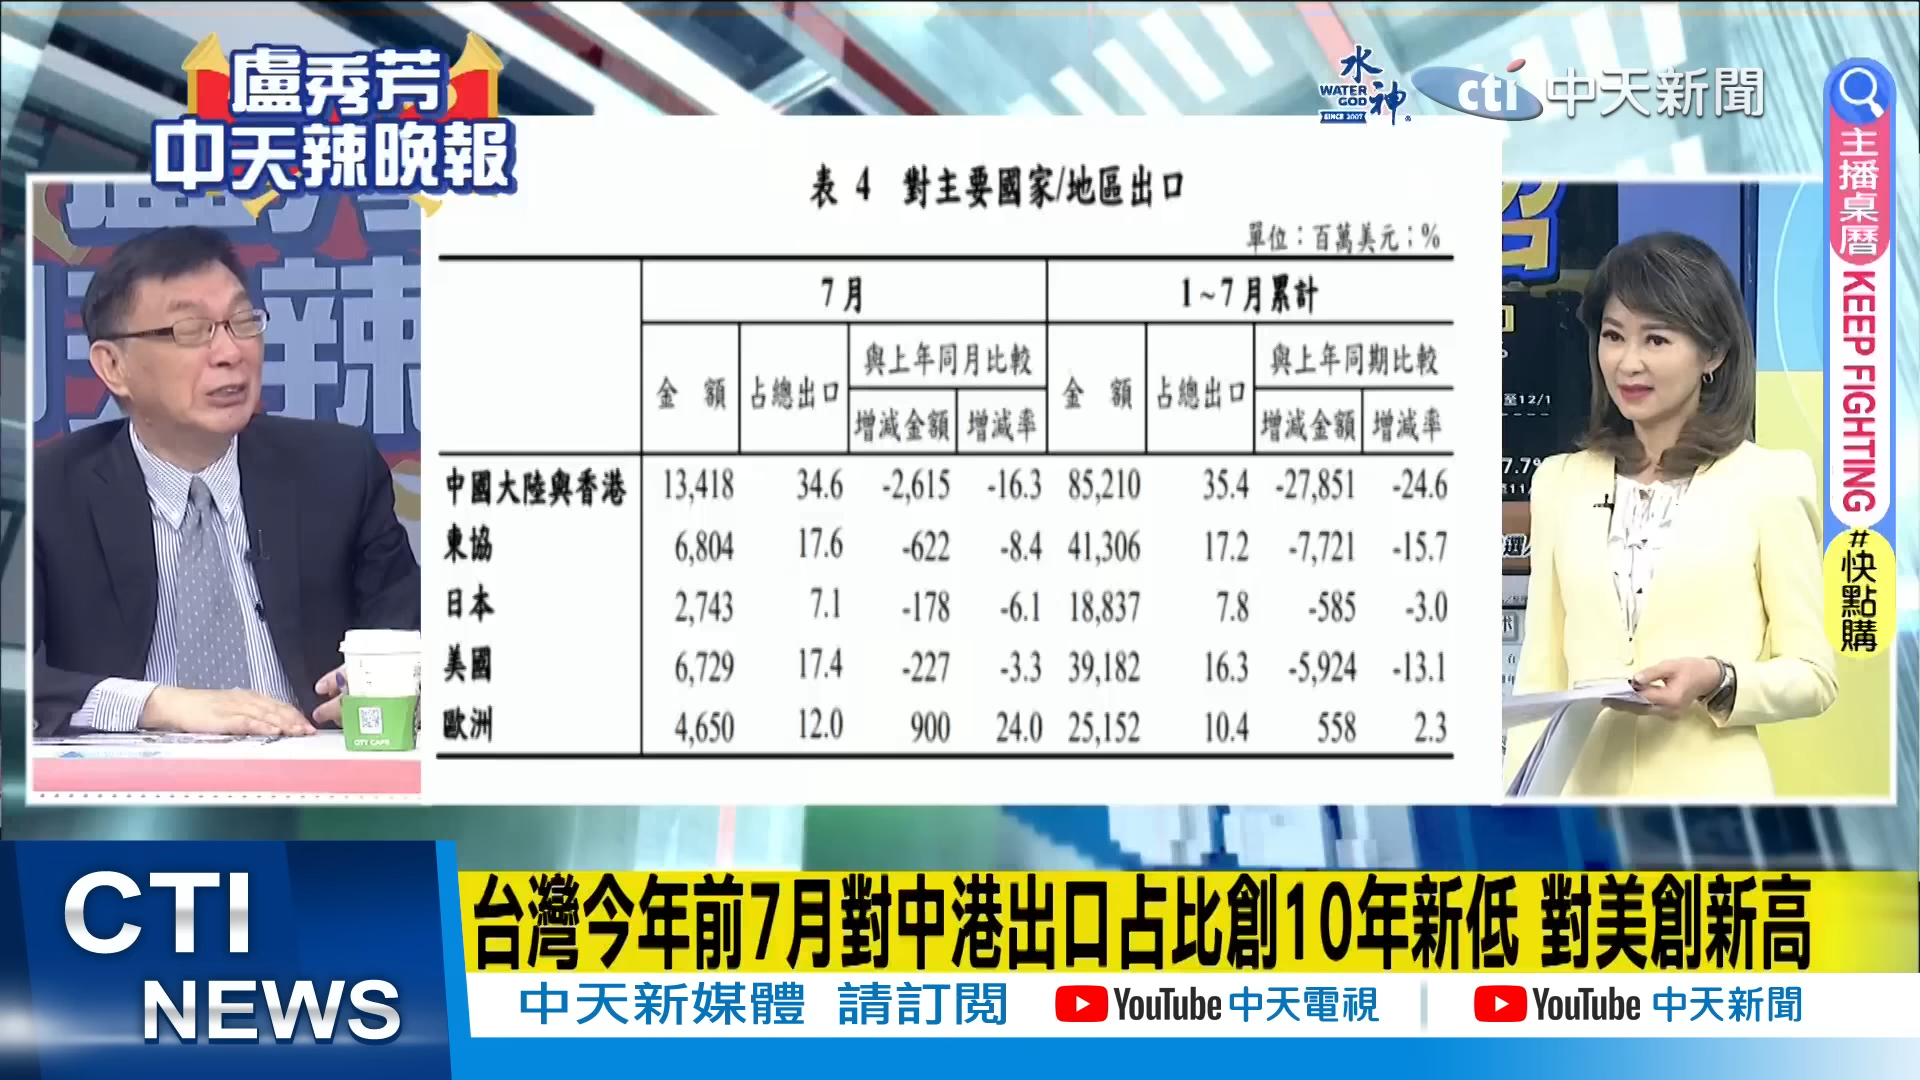 盧秀芳
中天辣晚報
水神
WATER GOD
SINCE 2007
cti 中天新聞
主播桌曆 KEEP FIGHTING #快點購
表 4 對主要國家/地區出口
單位:百萬美元;%
7月 1~7月累計
金額 占總出口 與上年同月比較 金額 占總出口 與上年同期比較
增減金額 增減率 增減金額 增減率
中國大陸與香港 13,418 34.6 -2,615 -16.3 85,210 35.4 -27,851 -24.6
東協 6,804 17.6 -622 -8.4 41,306 17.2 -7,721 -15.7
日本 2,743 7.1 -178 -6.1 18,837 7.8 -585 -3.0
美國 6,729 17.4 -227 -3.3 39,182 16.3 -5,924 -13.1
歐洲 4,650 12.0 900 24.0 25,152 10.4 558 2.3
至12/1
7.7%
CTI CAFE
CTI
NEWS
台灣今年前7月對中港出口占比創10年新低 對美創新高
中天新媒體 請訂閱 YouTube 中天電視 YouTube 中天新聞